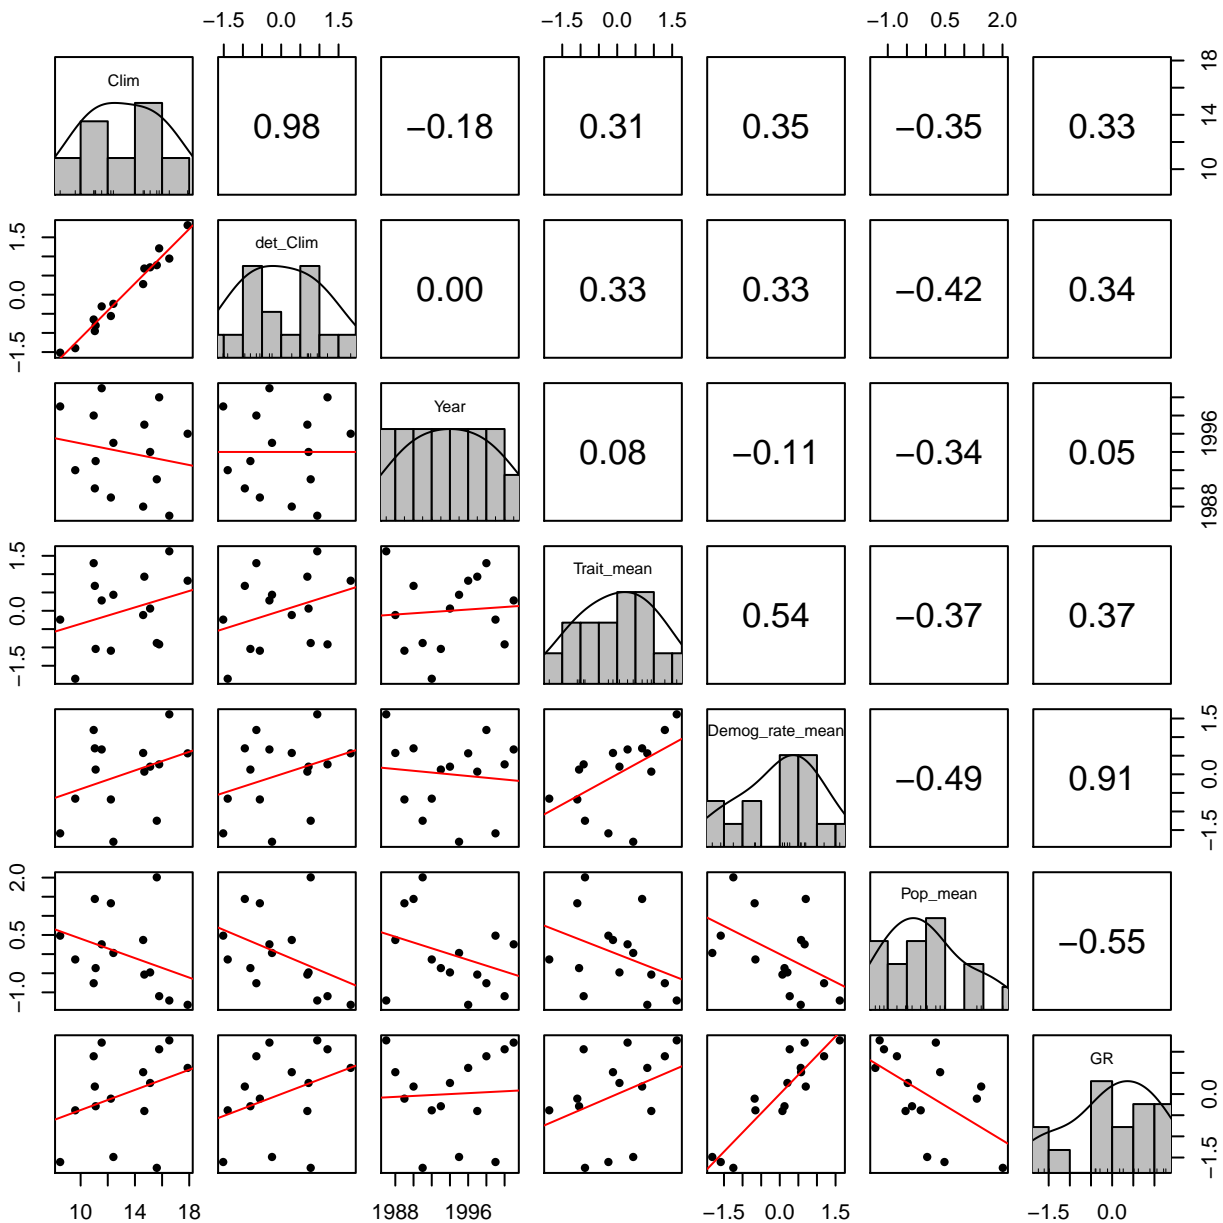 −1.5 0.0 1.5 −1.5 0.0 1.5 −1.0 0.5 2.0
Clim 0.98 −0.18 0.31 0.35 −0.35 0.33 10 14 18
−1.5 0.0 1.5 det_Clim 0.00 0.33 0.33 −0.42 0.34
Year 0.08 −0.11 −0.34 0.05 1988 1996
−1.5 0.0 1.5 Trait_mean 0.54 −0.37 0.37
Demog_rate_mean −0.49 0.91 −1.5 0.0 1.5
−1.0 0.5 2.0 Pop_mean −0.55
GR −1.5 0.0
10 14 18 1988 1996 −1.5 0.0 1.5 −1.5 0.0